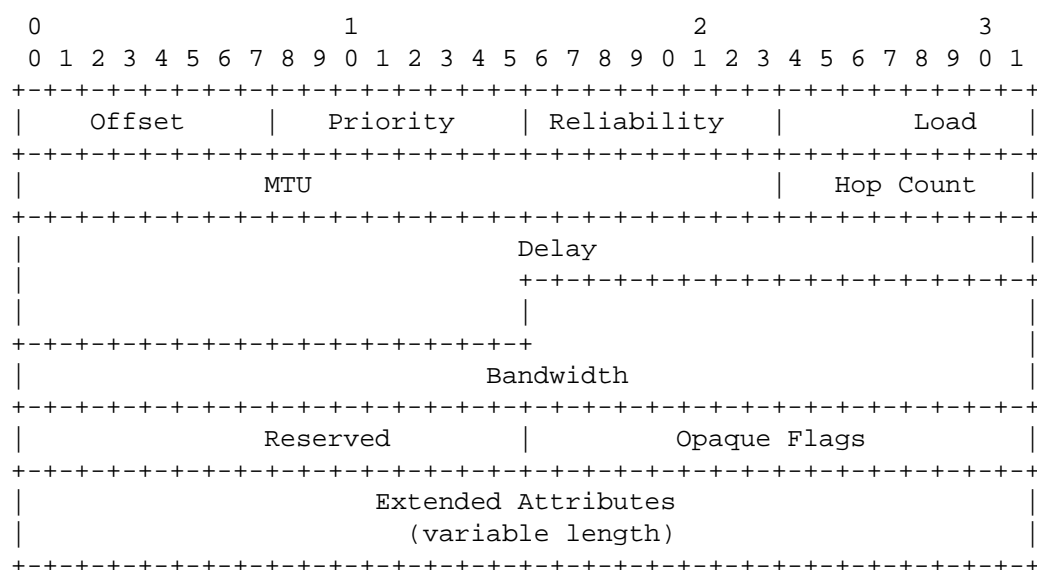 0                   1                   2                   3
 0 1 2 3 4 5 6 7 8 9 0 1 2 3 4 5 6 7 8 9 0 1 2 3 4 5 6 7 8 9 0 1
+-+-+-+-+-+-+-+-+-+-+-+-+-+-+-+-+-+-+-+-+-+-+-+-+-+-+-+-+-+-+-+-+
|    Offset     |   Priority    | Reliability   |        Load   |
+-+-+-+-+-+-+-+-+-+-+-+-+-+-+-+-+-+-+-+-+-+-+-+-+-+-+-+-+-+-+-+-+
|               MTU                             |   Hop Count   |
+-+-+-+-+-+-+-+-+-+-+-+-+-+-+-+-+-+-+-+-+-+-+-+-+-+-+-+-+-+-+-+-+
|                               Delay                           |
|                               +-+-+-+-+-+-+-+-+-+-+-+-+-+-+-+-+
|                               |                               |
+-+-+-+-+-+-+-+-+-+-+-+-+-+-+-+-+                               |
|                             Bandwidth                         |
+-+-+-+-+-+-+-+-+-+-+-+-+-+-+-+-+-+-+-+-+-+-+-+-+-+-+-+-+-+-+-+-+
|               Reserved        |         Opaque Flags          |
+-+-+-+-+-+-+-+-+-+-+-+-+-+-+-+-+-+-+-+-+-+-+-+-+-+-+-+-+-+-+-+-+
|                      Extended Attributes                      |
|                        (variable length)                      |
+-+-+-+-+-+-+-+-+-+-+-+-+-+-+-+-+-+-+-+-+-+-+-+-+-+-+-+-+-+-+-+-+